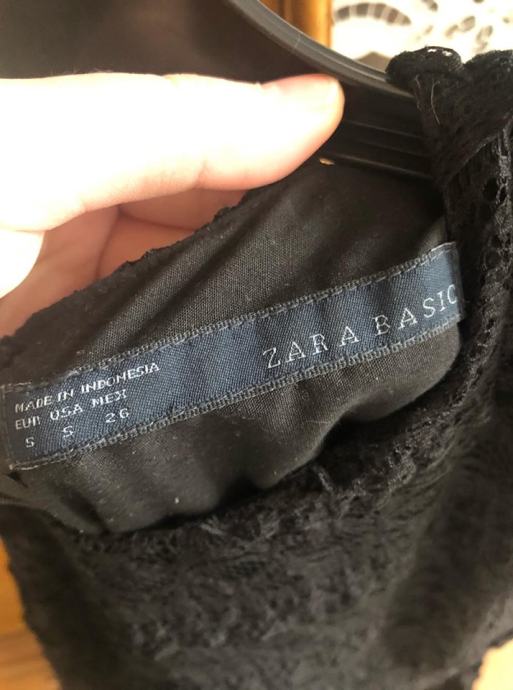 ZARA BASIC
MADE IN INDONESIA
EUR USA MEX
S S 26